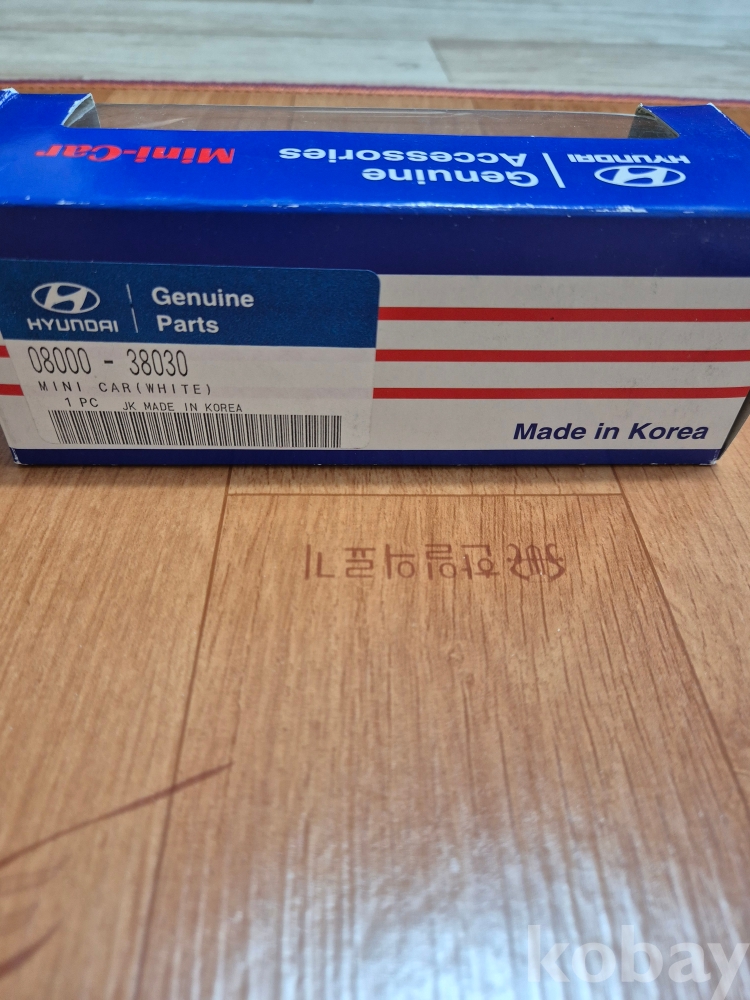 HYUNDAI
Genuine
Accessories
Mini-Car
HYUNDAI
Genuine
Parts
08000 - 38030
MINI CAR(WHITE)
1 PC JK MADE IN KOREA
Made in Korea
kobay